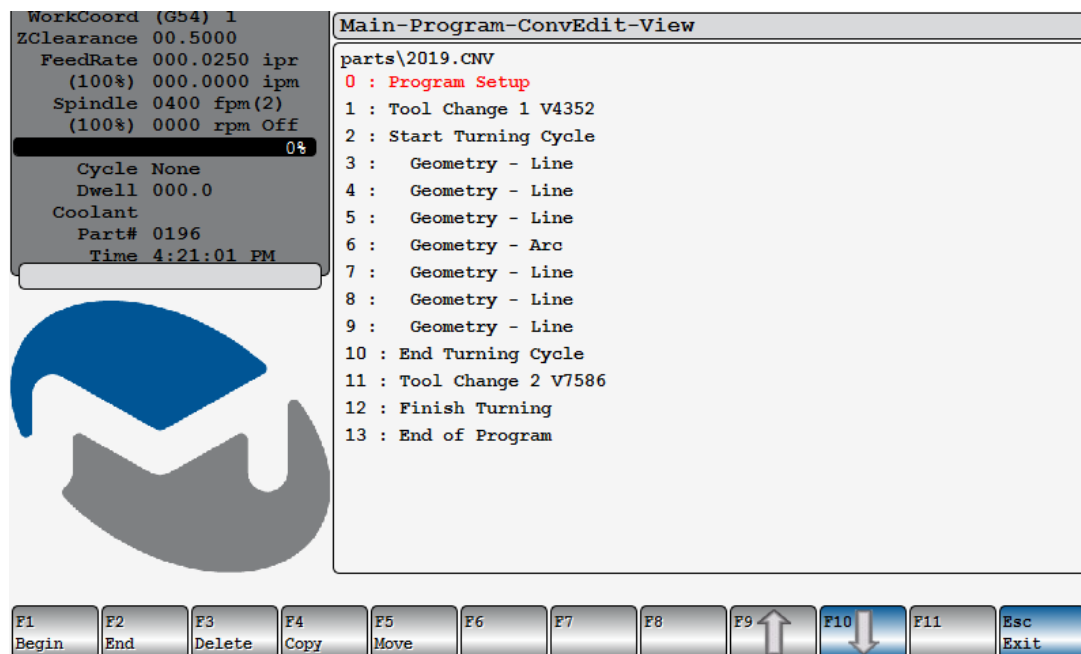 WorkCoord (G54) 1
ZClearance 00.5000
FeedRate 000.0250 ipr
(100%) 000.0000 ipm
Spindle 0400 fpm(2)
(100%) 0000 rpm Off
0%
Cycle None
Dwell 000.0
Coolant
Part# 0196
Time 4:21:01 PM
Main-Program-ConvEdit-View
parts\2019.CNV
0 : Program Setup
1 : Tool Change 1 V4352
2 : Start Turning Cycle
3 : Geometry - Line
4 : Geometry - Line
5 : Geometry - Line
6 : Geometry - Arc
7 : Geometry - Line
8 : Geometry - Line
9 : Geometry - Line
10 : End Turning Cycle
11 : Tool Change 2 V7586
12 : Finish Turning
13 : End of Program
F1 F2 F3 F4 F5 F6 F7 F8 F9 F10 F11 Esc
Begin End Delete Copy Move Exit